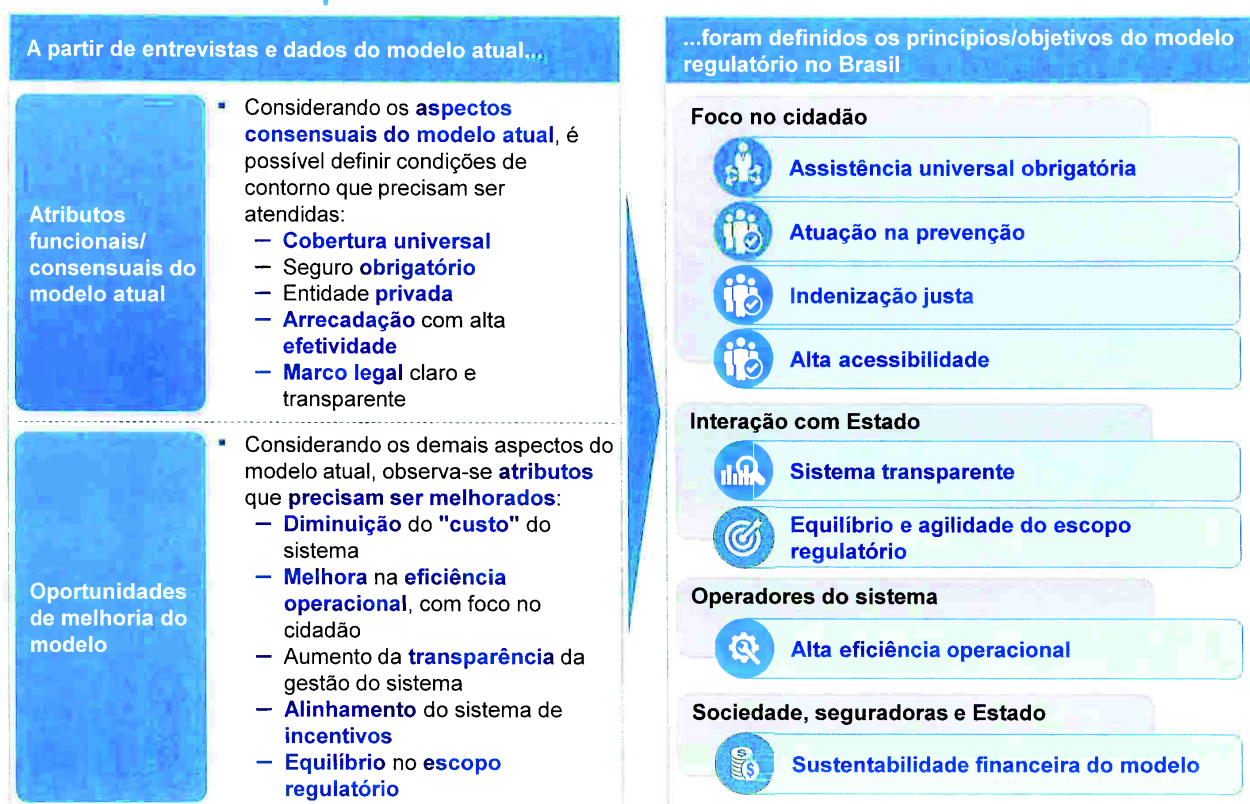 A partir de entrevistas e dados do modelo atual...
Atributos
funcionais/
consensuais do
modelo atual
▪ Considerando os aspectos
consensuais do modelo atual, é
possível definir condições de
contorno que precisam ser
atendidas:
– Cobertura universal
– Seguro obrigatório
– Entidade privada
– Arrecadação com alta
efetividade
– Marco legal claro e
transparente
Oportunidades
de melhoria do
modelo
▪ Considerando os demais aspectos do
modelo atual, observa-se atributos
que precisam ser melhorados:
– Diminuição do "custo" do
sistema
– Melhora na eficiência
operacional, com foco no
cidadão
– Aumento da transparência da
gestão do sistema
– Alinhamento do sistema de
incentivos
– Equilíbrio no escopo
regulatório
...foram definidos os princípios/objetivos do modelo
regulatório no Brasil
Foco no cidadão
Assistência universal obrigatória
Atuação na prevenção
Indenização justa
Alta acessibilidade
Interação com Estado
Sistema transparente
Equilíbrio e agilidade do escopo
regulatório
Operadores do sistema
Alta eficiência operacional
Sociedade, seguradoras e Estado
Sustentabilidade financeira do modelo